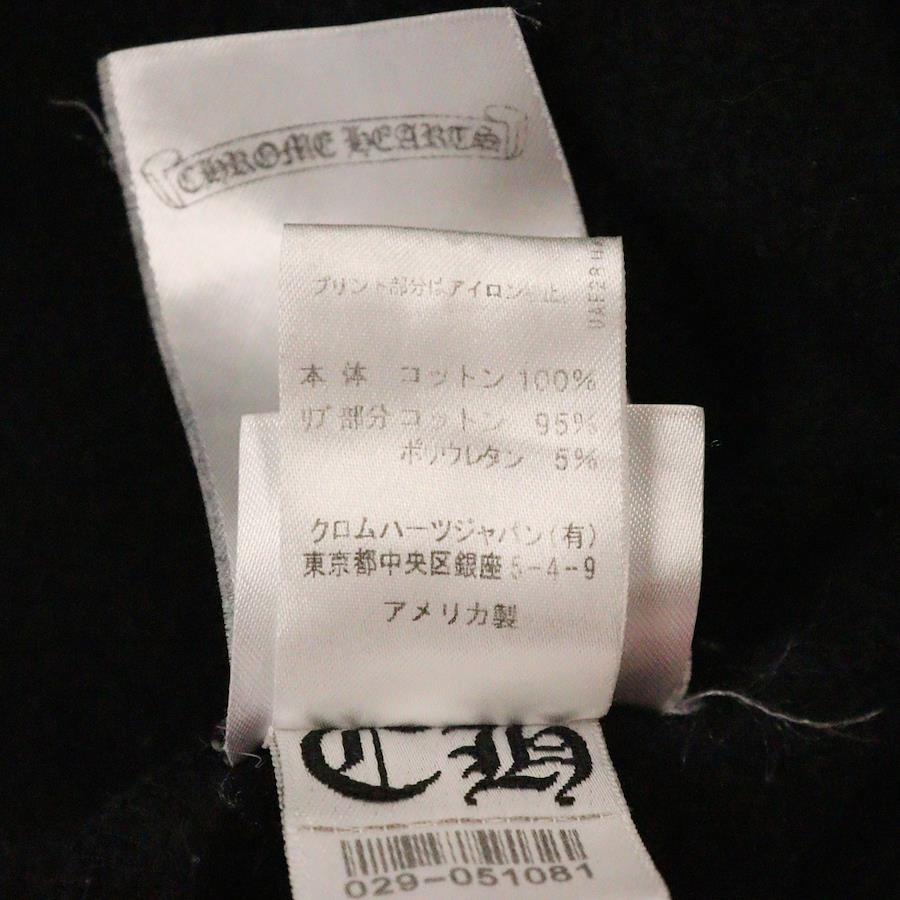 CHROME HEARTS
プリント部分はアイロン
本体 コットン 100%
リブ部分 コットン 95%
ポリウレタン 5%
クロムハーツジャパン(有)
東京都中央区銀座5-4-9
アメリカ製
CH
029-051081